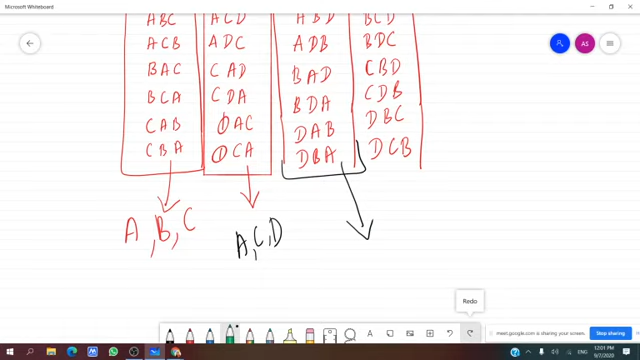 Microsoft Whiteboard
ABC ACD ABD BCD
ACB ADC ADB BDC
BAC CAD BAD CBD
BCA CDA BDA CDB
CAB DAC DAB DBC
CBA DCA DBA DCB
A, B, C
A, C, D
AS
Redo
meet.google.com is sharing your screen.
Stop sharing
Hide
12:01 PM
ENG
9/7/2020